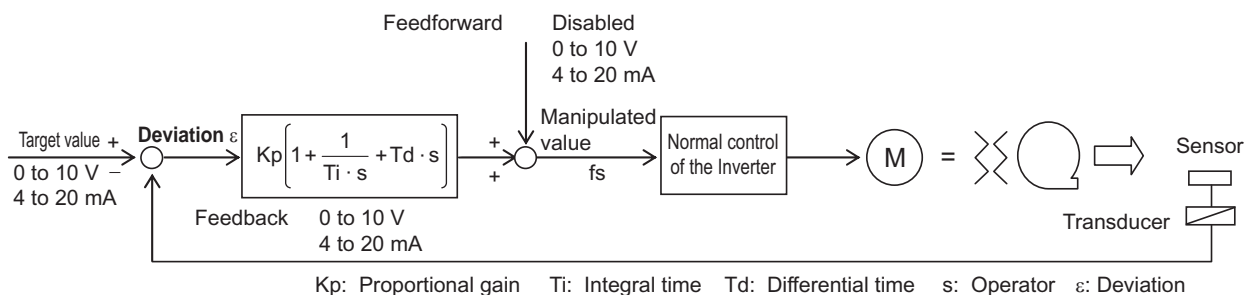 Feedforward
Disabled
0 to 10 V
4 to 20 mA
Target value +
0 to 10 V −
4 to 20 mA
Deviation ε
Kp(1 + 1/(Ti · s) + Td · s)
+
+
Manipulated
value
fs
Normal control
of the Inverter
M
=
Sensor
Transducer
Feedback 0 to 10 V
4 to 20 mA
Kp: Proportional gain Ti: Integral time Td: Differential time s: Operator ε: Deviation